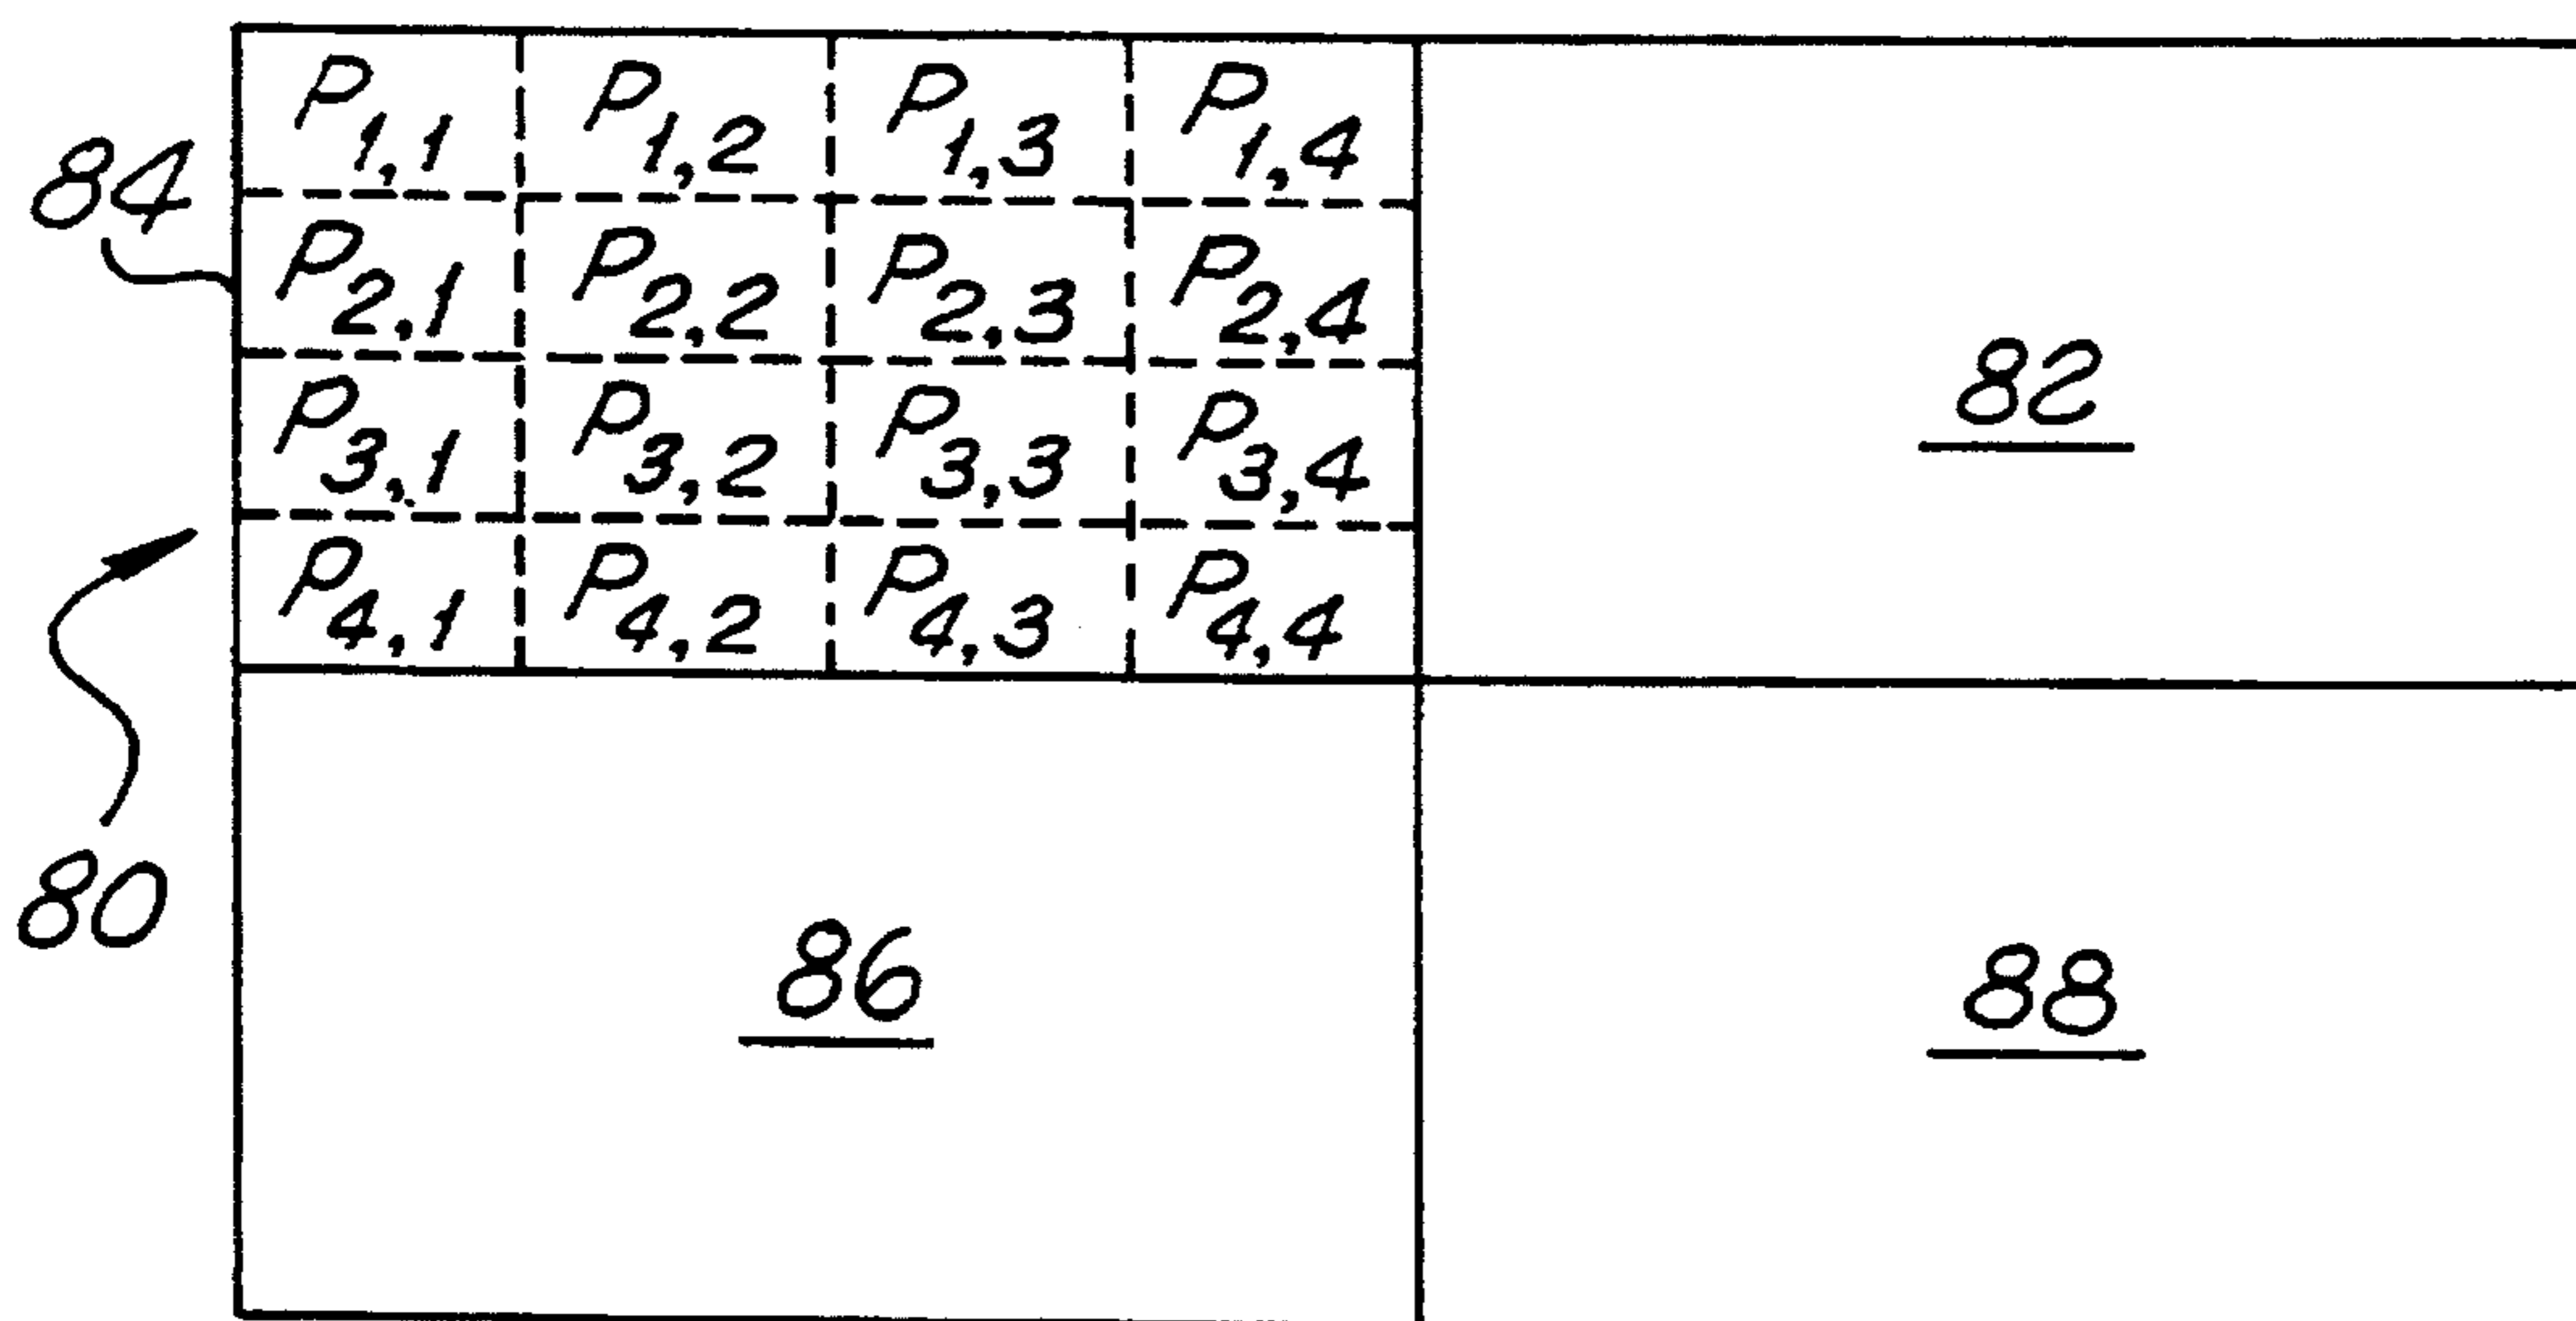 P1,1 P1,2 P1,3 P1,4
84
P2,1 P2,2 P2,3 P2,4
82
P3,1 P3,2 P3,3 P3,4
P4,1 P4,2 P4,3 P4,4
80
86
88